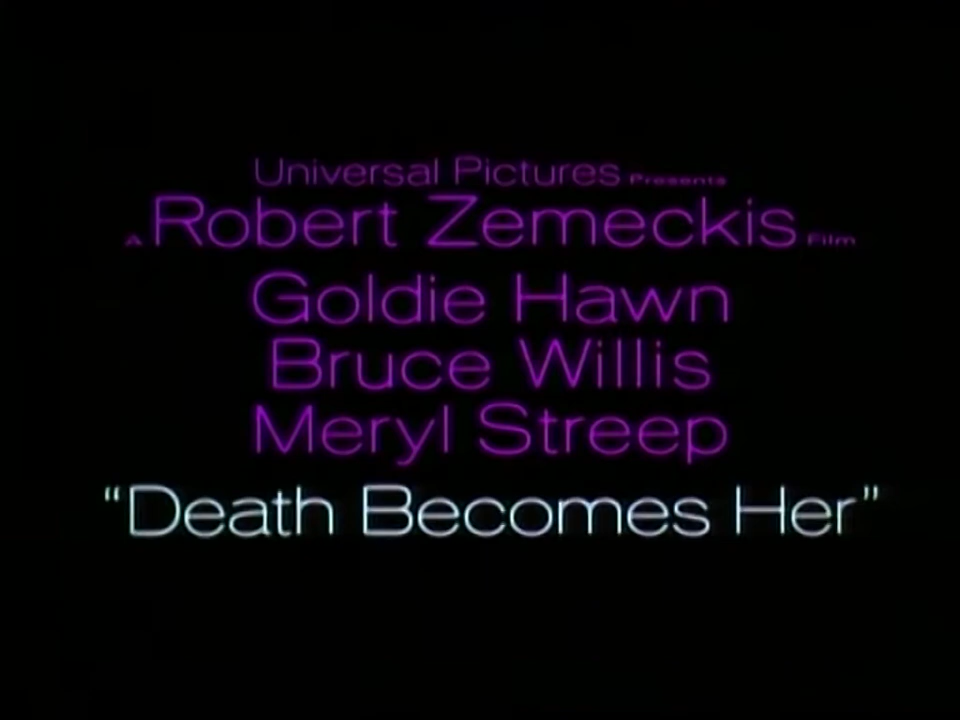 Universal Pictures Presents
A Robert Zemeckis Film
Goldie Hawn
Bruce Willis
Meryl Streep
“Death Becomes Her”